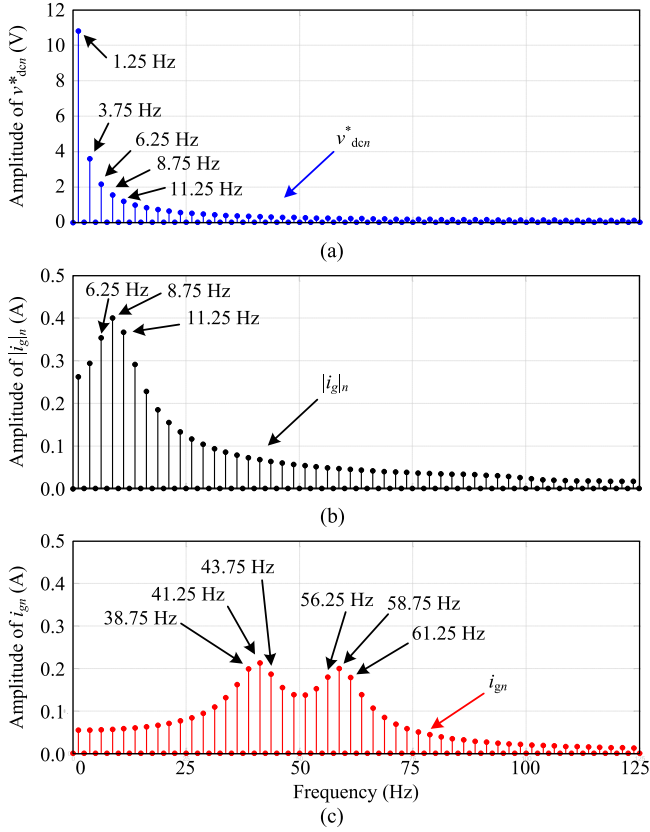 Amplitude of v*dcn (V)
12
10
8
6
4
2
0
1.25 Hz
3.75 Hz
6.25 Hz
8.75 Hz
11.25 Hz
v*dcn
(a)
Amplitude of |ig|n (A)
0.5
0.4
0.3
0.2
0.1
0.0
6.25 Hz
8.75 Hz
11.25 Hz
|ig|n
(b)
Amplitude of ign (A)
0.5
0.4
0.3
0.2
0.1
0.0
43.75 Hz
41.25 Hz
38.75 Hz
56.25 Hz
58.75 Hz
61.25 Hz
ign
0 25 50 75 100 125
Frequency (Hz)
(c)